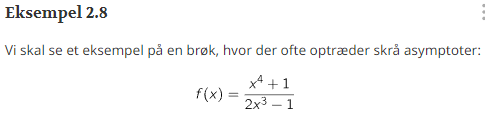 Eksempel 2.8
Vi skal se et eksempel på en brøk, hvor der ofte optræder skrå asymptoter:
f(x) = \frac{x^4 + 1}{2x^3 − 1}